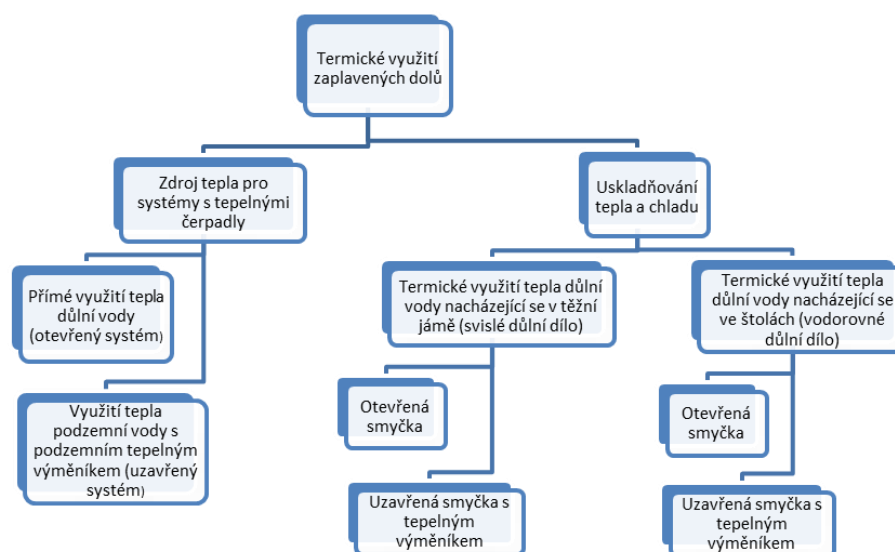 Termické využití
zaplavených dolů
Zdroj tepla pro
systémy s tepelnými
čerpadly
Uskladňování
tepla a chladu
Přímé využití tepla
důlní vody
(otevřený systém)
Využití tepla
podzemní vody s
podzemním tepelným
výměníkem (uzavřený
systém)
Termické využití tepla důlní
vody nacházející se v těžní
jámě (svislé důlní dílo)
Otevřená
smyčka
Uzavřená smyčka s
tepelným
výměníkem
Termické využití tepla
důlní vody nacházející se
ve štolách (vodorovné
důlní dílo)
Otevřená
smyčka
Uzavřená smyčka s
tepelným
výměníkem